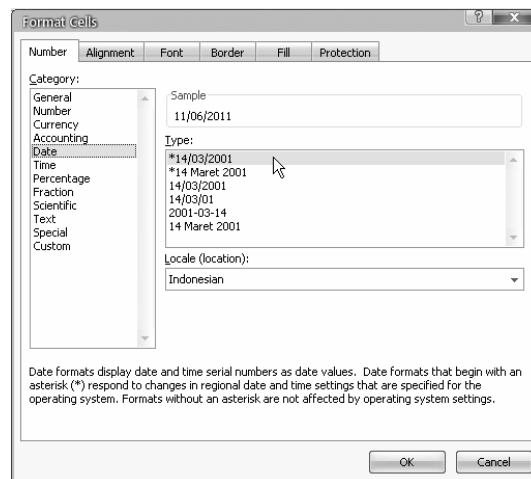 Format Cells
Number Alignment Font Border Fill Protection
Category:
General
Number
Currency
Accounting
Date
Time
Percentage
Fraction
Scientific
Text
Special
Custom
Sample
11/06/2011
Type:
*14/03/2001
*14 Maret 2001
14/03/2001
14/03/01
2001-03-14
14 Maret 2001
Locale (location):
Indonesian
Date formats display date and time serial numbers as date values. Date formats that begin with an
asterisk (*) respond to changes in regional date and time settings that are specified for the
operating system. Formats without an asterisk are not affected by operating system settings.
OK Cancel